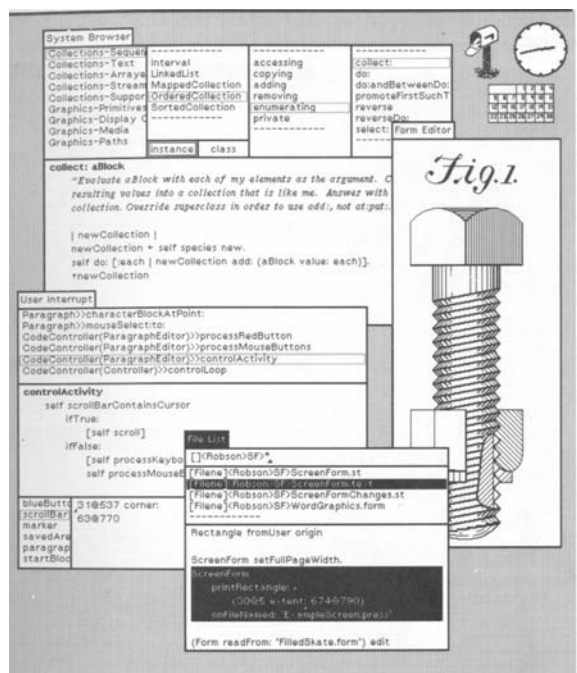 System Browser
Collections-Sequen
Collections-Text
Collections-Arraye
Collections-Stream
Collections-Suppor
Graphics-Primitives
Graphics-Display
Graphics-Media
Graphics-Paths
------------
Interval
LinkedList
MappedCollection
OrderedCollection
SortedCollection
------------
instance
class
------------
accessing
copying
adding
removing
enumerating
private
------------
------------
collect:
do:
do:andBetweenDo:
promoteFirstSuchT
reverse
reverseDo:
select:
Form Editor
Fig.1.
collect: aBlock
"Evaluate aBlock with each of my elements as the argument. C
resulting values into a collection that is like me. Answer with
collection. Override superclass in order to use add:, not at:put:.
| newCollection |
newCollection ← self species new.
self do: [:each | newCollection add: (aBlock value: each)].
↑newCollection
User Interrupt
Paragraph>>characterBlockAtPoint:
Paragraph>>mouseSelect:to:
CodeController(ParagraphEditor)>>processRedButton
CodeController(ParagraphEditor)>>processMouseButtons
CodeController(ParagraphEditor)>>controlActivity
CodeController(Controller)>>controlLoop
controlActivity
self scrollBarContainsCursor
ifTrue:
[self scroll]
ifFalse:
[self processKeybo
self processMouseB
blueButto
scrollBar
marker
savedAre
paragrap
startBloc
31@537 corner:
63@770
File List
[]<Robson>SF>*
[Filene]<Robson>SF>ScreenForm.st
[Filene]<Robson>SF>ScreenForm.text
[Filene]<Robson>SF>ScreenFormChanges.st
[Filene]<Robson>SF>WordGraphics.form
------------
Rectangle fromUser origin
ScreenForm setFullPageWidth.
ScreenForm
printRectangle:
extent: 674@790)
onFileNamed: "ExampleScreen.press"
(Form readFrom: "FilledSkate.form") edit